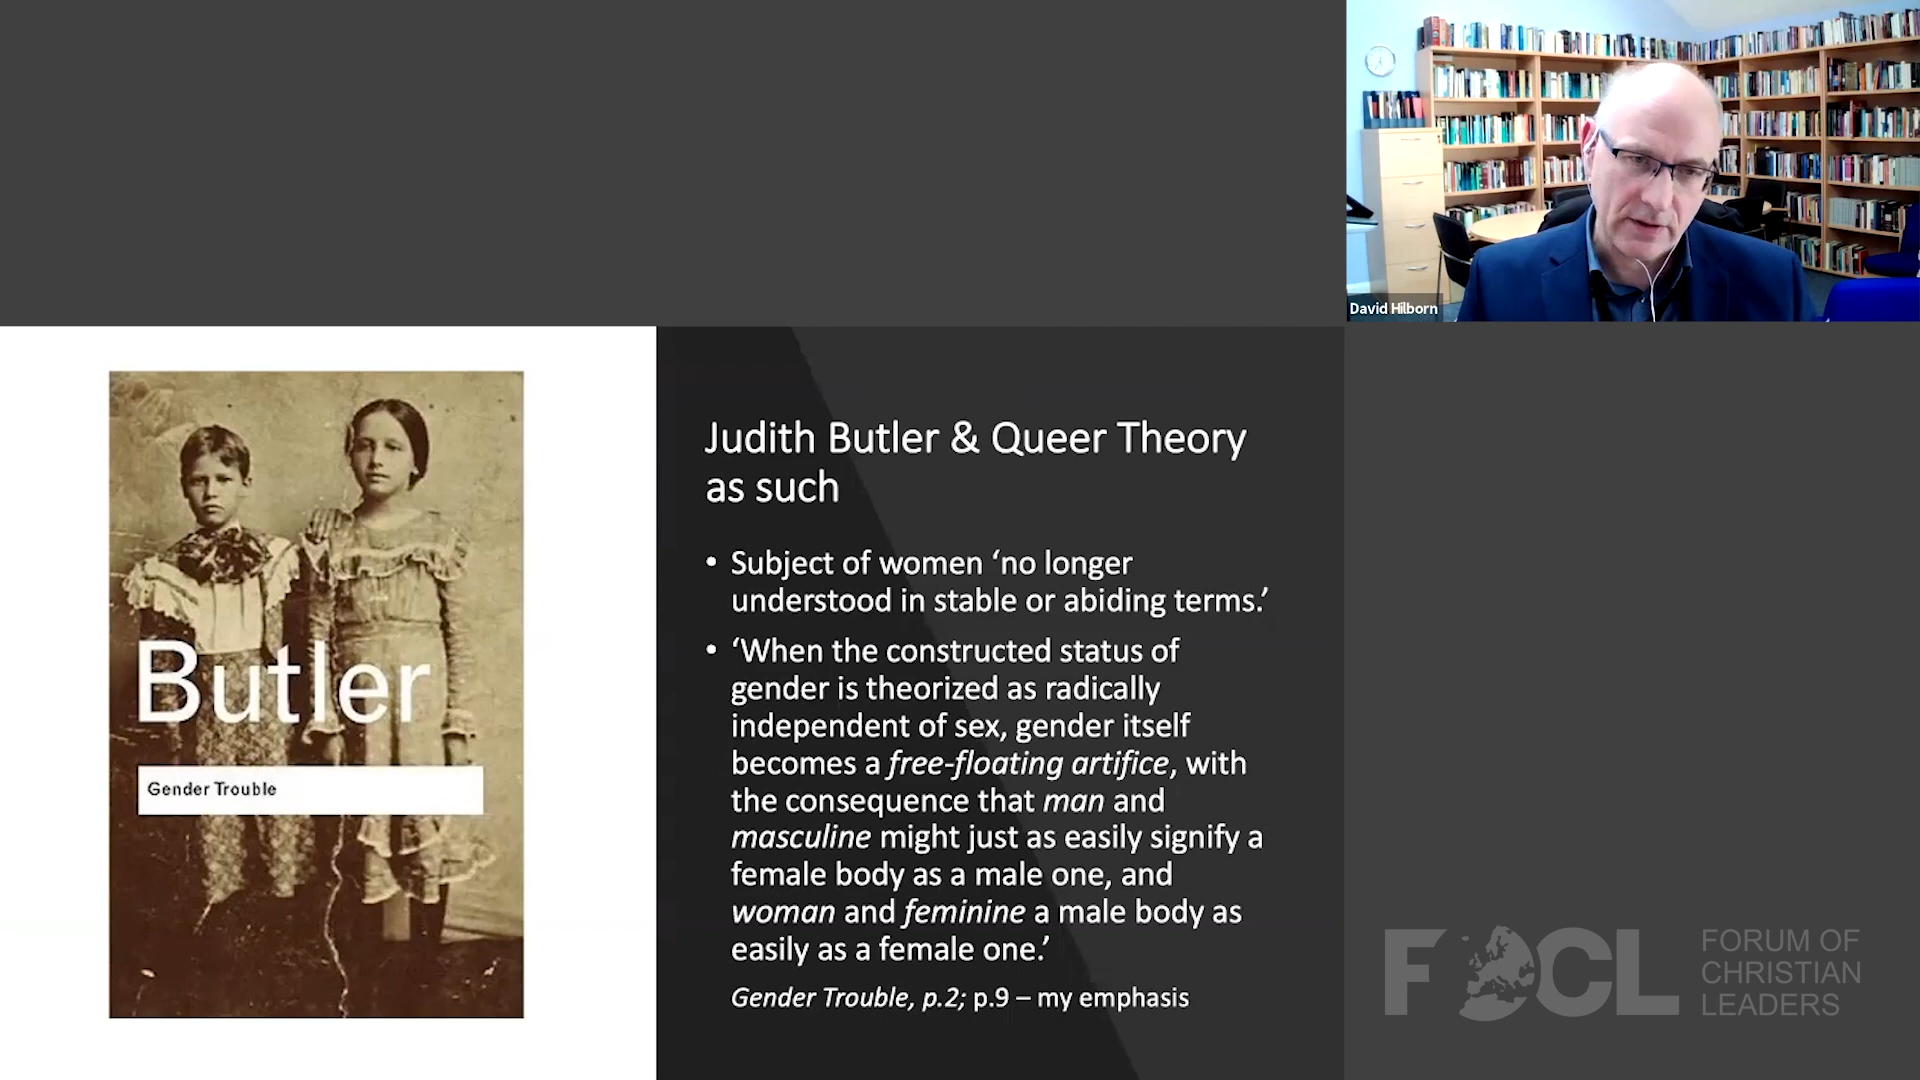 David Hilborn
Butler
Gender Trouble
Judith Butler & Queer Theory
as such
• Subject of women ‘no longer
understood in stable or abiding terms.’
• ‘When the constructed status of
gender is theorized as radically
independent of sex, gender itself
becomes a free-floating artifice, with
the consequence that man and
masculine might just as easily signify a
female body as a male one, and
woman and feminine a male body as
easily as a female one.’
Gender Trouble, p.2; p.9 – my emphasis
FOCL
FORUM OF
CHRISTIAN
LEADERS